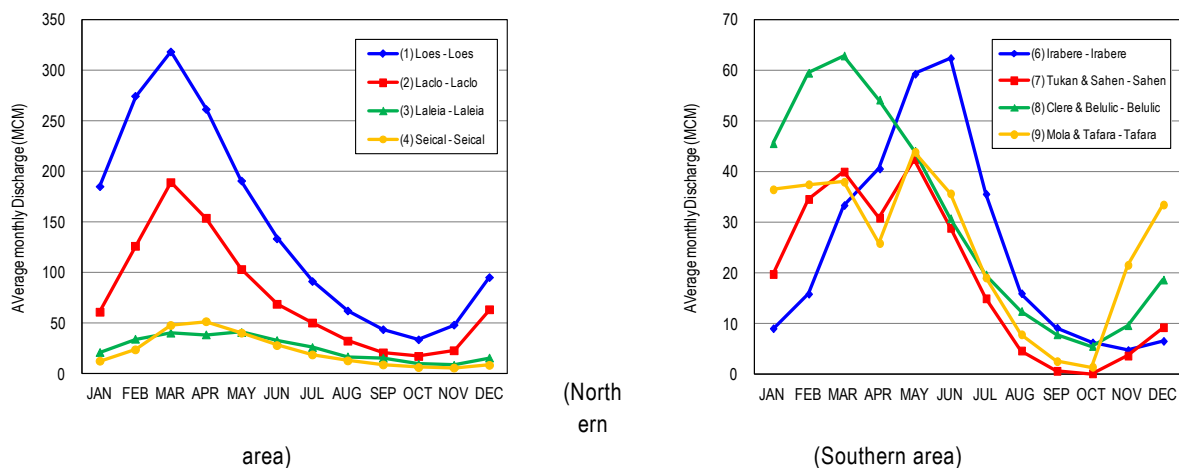 350
300
250
200
150
100
50
0
AVerage monthly Discharge (MCM)
(1) Loes - Loes
(2) Laclo - Laclo
(3) Laleia - Laleia
(4) Seical - Seical
JAN FEB MAR APR MAY JUN JUL AUG SEP OCT NOV DEC
70
60
50
40
30
20
10
0
AVerage monthly Discharge (MCM)
(6) Irabere - Irabere
(7) Tukan & Sahen - Sahen
(8) Clere & Belulic - Belulic
(9) Mola & Tafara - Tafara
JAN FEB MAR APR MAY JUN JUL AUG SEP OCT NOV DEC
(North
ern
area)
(Southern area)